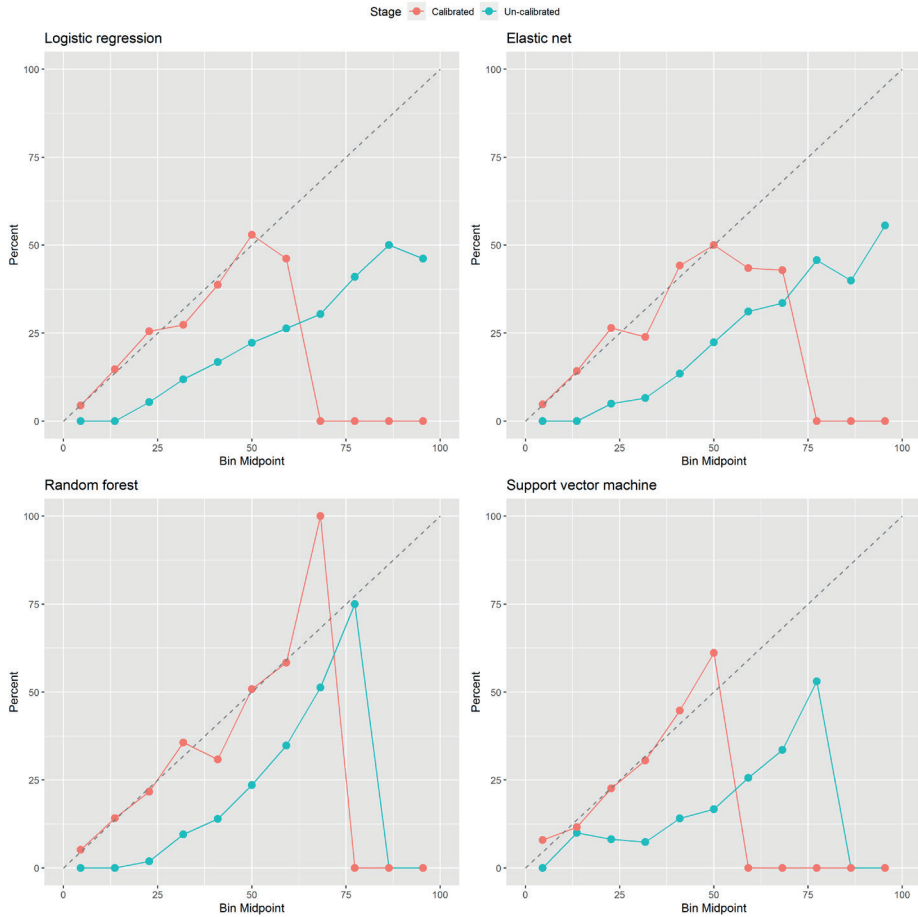 Stage Calibrated Un-calibrated
Logistic regression
100
75
50
25
0
Percent
0 25 50 75 100
Bin Midpoint
Elastic net
100
75
50
25
0
Percent
0 25 50 75 100
Bin Midpoint
Random forest
100
75
50
25
0
Percent
0 25 50 75 100
Bin Midpoint
Support vector machine
100
75
50
25
0
Percent
0 25 50 75 100
Bin Midpoint